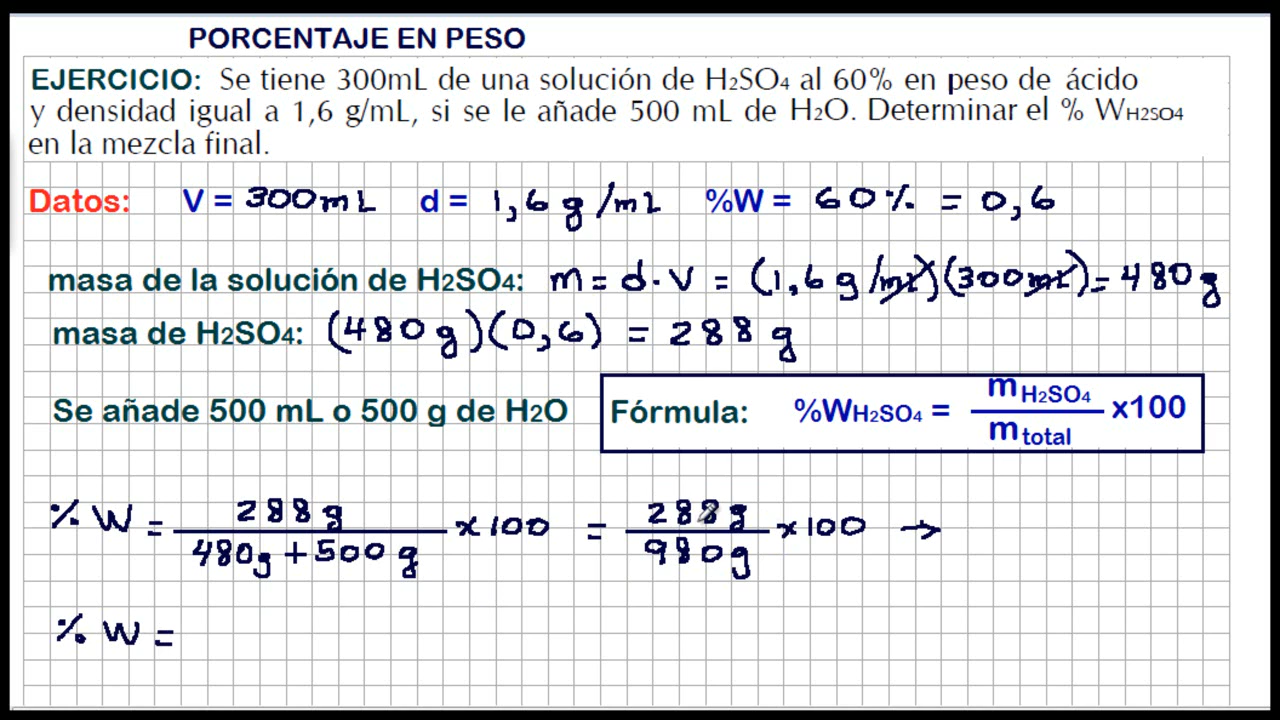 PORCENTAJE EN PESO
EJERCICIO: Se tiene 300mL de una solución de H2SO4 al 60% en peso de ácido
y densidad igual a 1,6 g/mL, si se le añade 500 mL de H2O. Determinar el % WH2SO4
en la mezcla final.
Datos: V = 300mL d = 1,6 g/mL %W = 60% = 0,6
masa de la solución de H2SO4: m = d·V = (1,6 g/mL)(300mL) = 480g
masa de H2SO4: (480g)(0,6) = 288 g
Se añade 500 mL o 500 g de H2O
Fórmula: %WH2SO4 = mH2SO4 / mtotal x100
% W = 288g / 480g + 500g x 100 = 288g / 980g x 100 →
% W =